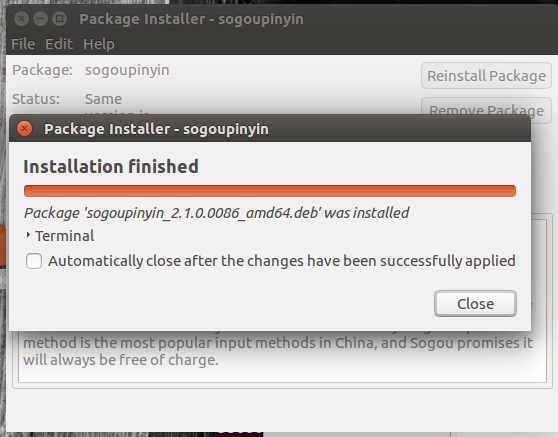 Package Installer - sogoupinyin
File Edit Help
Package: sogoupinyin
Reinstall Package
Status: Same
Remove Package
Package Installer - sogoupinyin
Installation finished
Package 'sogoupinyin_2.1.0.0086_amd64.deb' was installed
Terminal
Automatically close after the changes have been successfully applied
Close
method is the most popular input methods in China, and Sogou promises it
will always be free of charge.